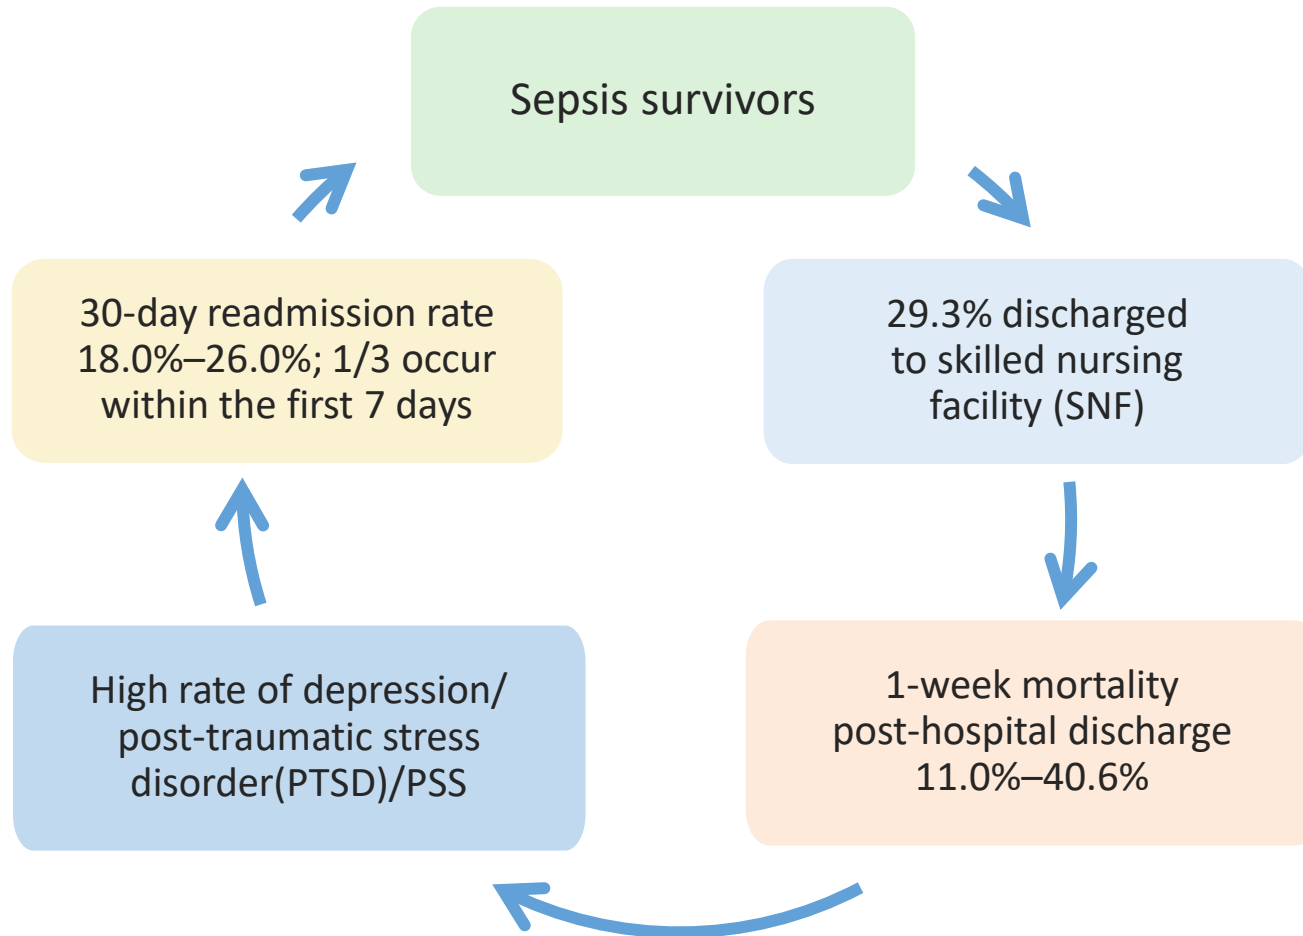 Sepsis survivors
29.3% discharged
to skilled nursing
facility (SNF)
1-week mortality
post-hospital discharge
11.0%–40.6%
High rate of depression/
post-traumatic stress
disorder(PTSD)/PSS
30-day readmission rate
18.0%–26.0%; 1/3 occur
within the first 7 days